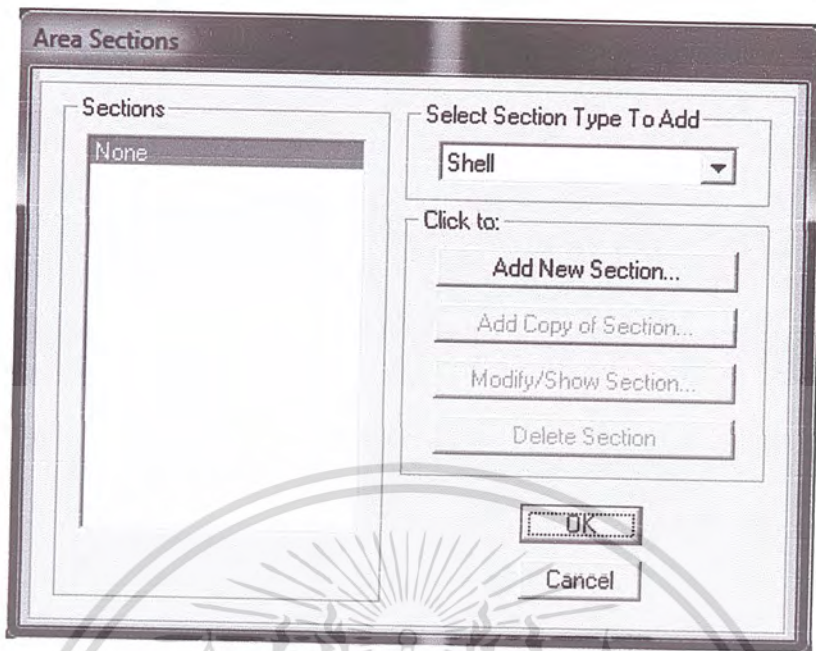 Area Sections
Sections
None
Select Section Type To Add
Shell
Click to:
Add New Section...
Add Copy of Section...
Modify/Show Section...
Delete Section
OK
Cancel